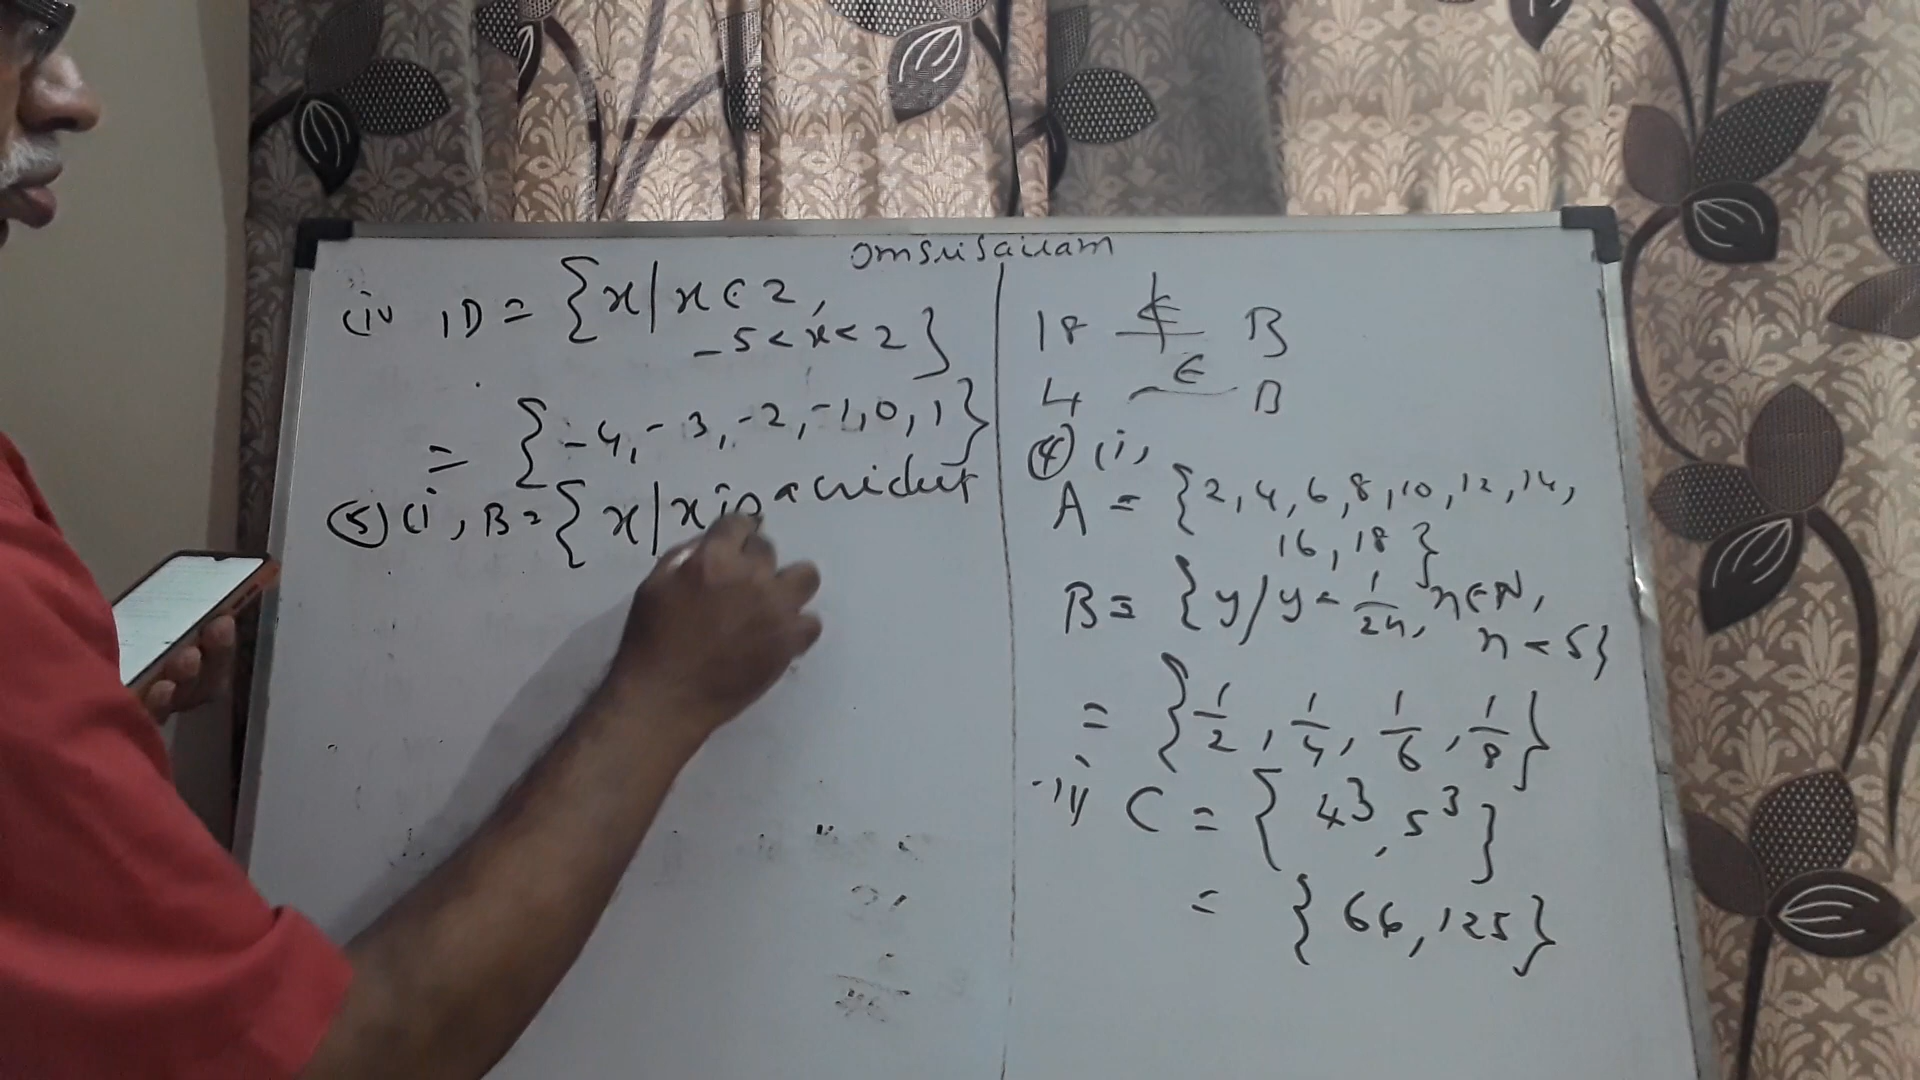 omsrisairam
(iv) D = {x/x∈Z,
-5<x<2}
= {-4,-3,-2,-1,0,1}
(5)(i) B = {x/x is a cricket
18 ∉ B
4 ∈ B
(4) (i)
A = {2,4,6,8,10,12,14,
16,18}
B = {y/y = 1/2n, n∈N,
n<5}
= {1/2, 1/4, 1/6, 1/8}
iii) C = {4³, 5³}
= {64, 125}